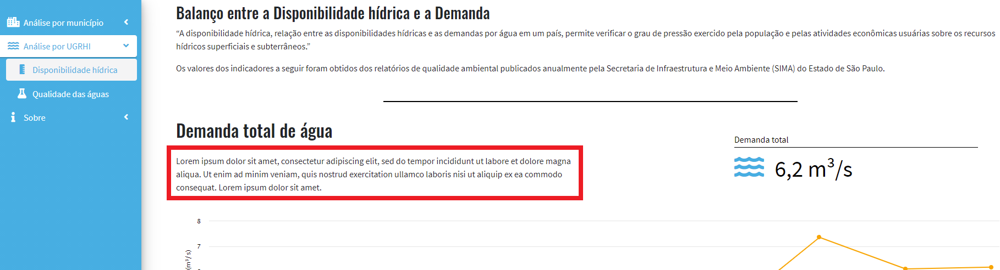 Análise por município
Análise por UGRHI
Disponibilidade hídrica
Qualidade das águas
Sobre
Balanço entre a Disponibilidade hídrica e a Demanda
“A disponibilidade hídrica, relação entre as disponibilidades hídricas e as demandas por água em um país, permite verificar o grau de pressão exercido pela população e pelas atividades econômicas usuárias sobre os recursos
hídricos superficiais e subterrâneos.”
Os valores dos indicadores a seguir foram obtidos dos relatórios de qualidade ambiental publicados anualmente pela Secretaria de Infraestrutura e Meio Ambiente (SIMA) do Estado de São Paulo.
Demanda total de água
Lorem ipsum dolor sit amet, consectetur adipiscing elit, sed do tempor incididunt ut labore et dolore magna
aliqua. Ut enim ad minim veniam, quis nostrud exercitation ullamco laboris nisi ut aliquip ex ea commodo
consequat. Lorem ipsum dolor sit amet.
Demanda total
6,2 m³/s
8
7
(m³/s)